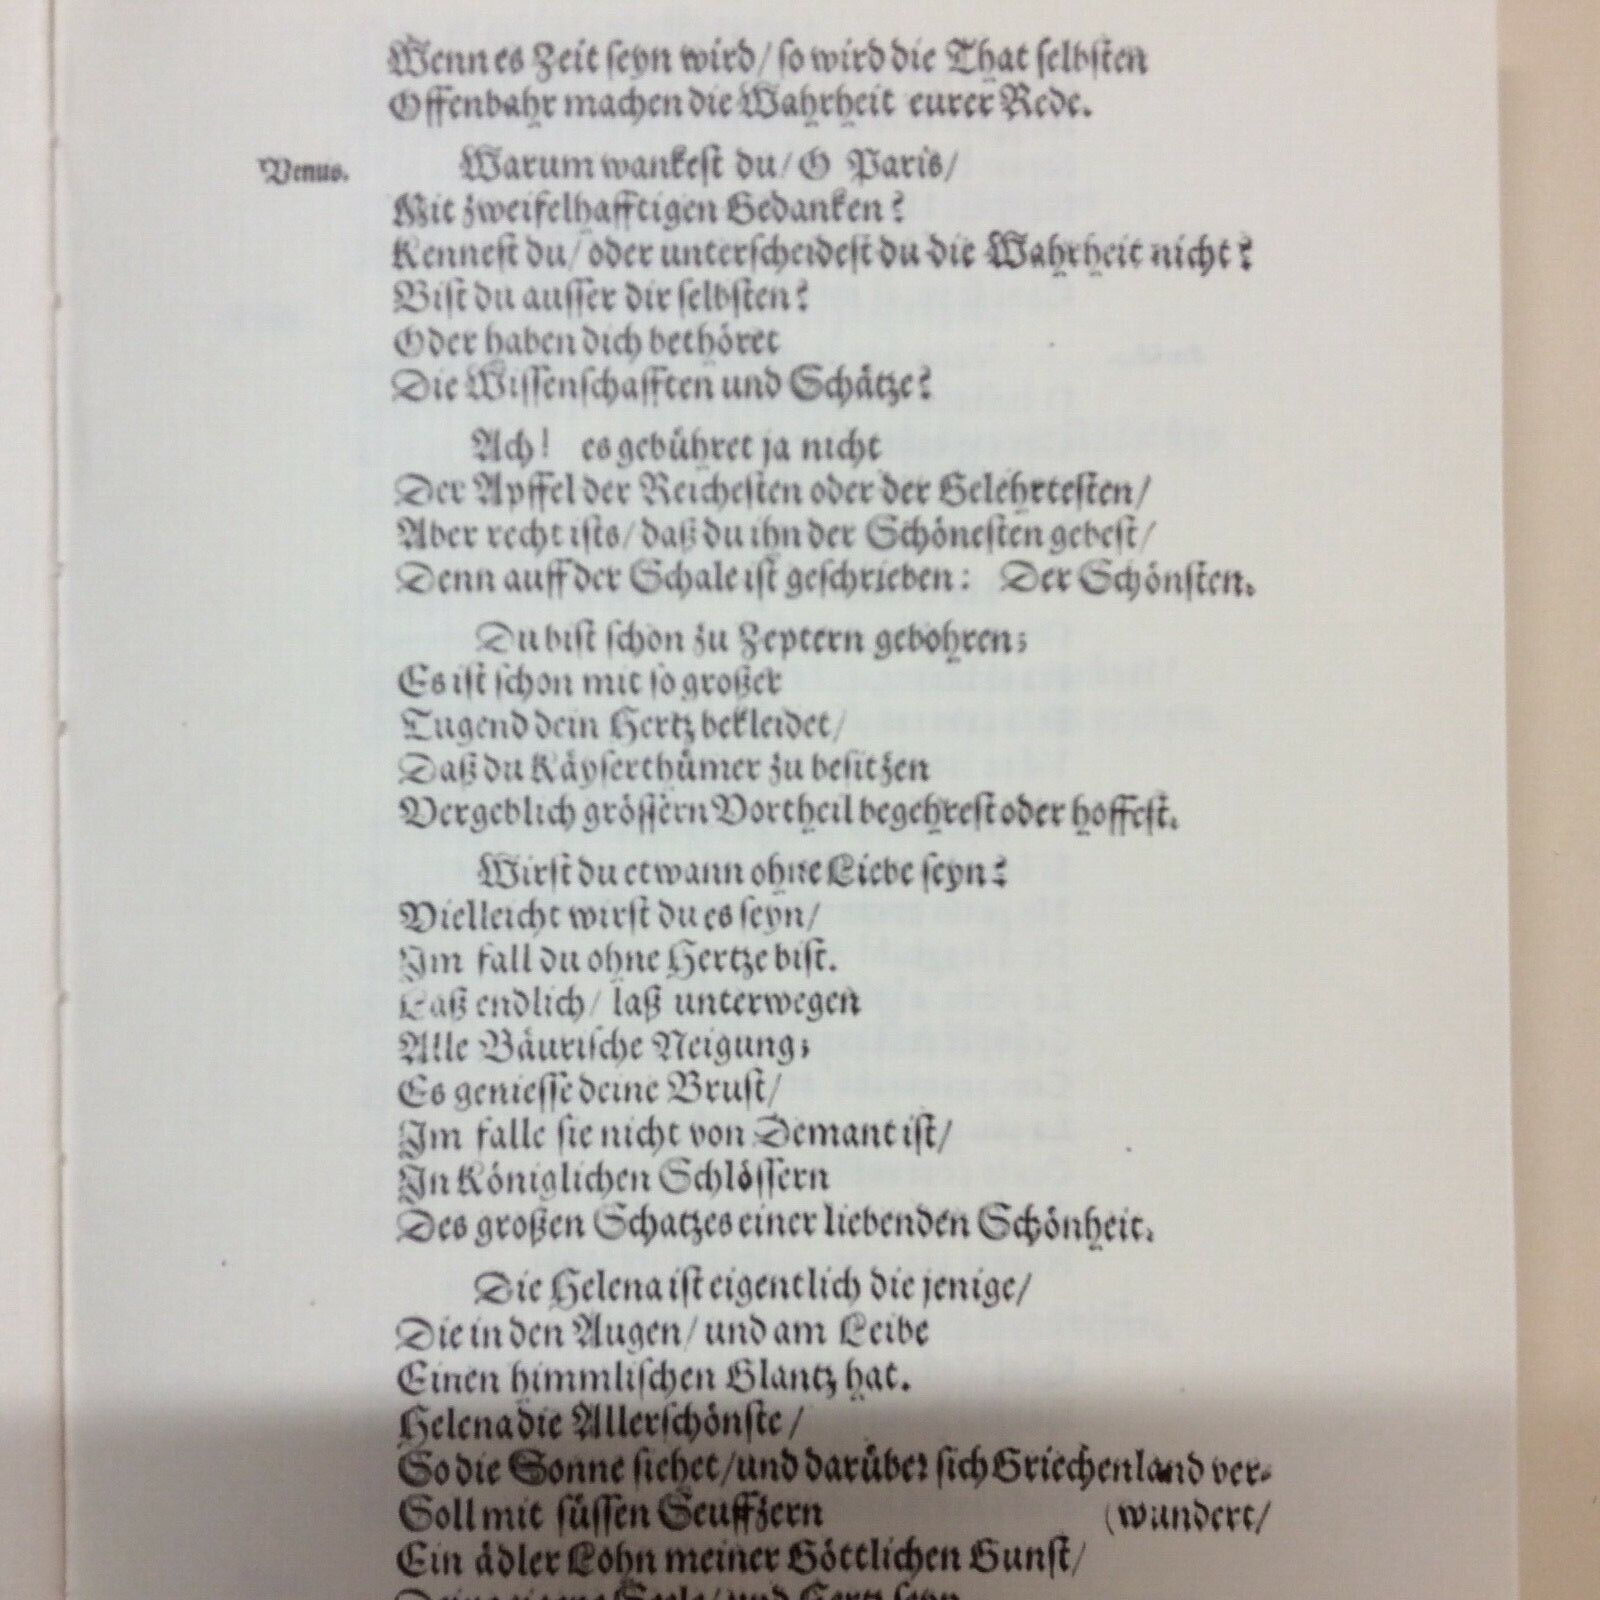 Wenn es Zeit ſeyn wird/ ſo wird die That ſelbſten
Offenbahr machen die Wahrheit eurer Rede.
Venus. Warum wankeſt du/ O Paris/
Mit zweifelhafftigen Gedanken?
Kenneſt du/ oder unterſcheideſt du die Wahrheit nicht?
Biſt du auſſer dir ſelbſten?
Oder haben dich bethöret
Die Wiſſenſchafften und Schätze?
Ach! es gebühret ja nicht
Der Apffel der Reicheſten oder der Gelehrteſten/
Aber recht iſts/ daß du ihn der Schöneſten gebeſt/
Denn auff der Schale iſt geſchrieben: Der Schönſten.
Du biſt ſchon zu Zeptern gebohren;
Es iſt ſchon mit ſo großer
Tugend dein Hertz bekleidet/
Daß du Käyſerthümer zu beſitzen
Vergeblich gröſſern Vortheil begehreſt oder hoffeſt.
Wirſt du etwann ohne Liebe ſeyn?
Vielleicht wirſt du es ſeyn/
Im fall du ohne Hertze biſt.
Laß endlich/ laß unterwegen
Alle Bäuriſche Neigung;
Es genieſſe deine Bruſt/
Im falle ſie nicht von Demant iſt/
In Königlichen Schlöſſern
Des großen Schatzes einer liebenden Schönheit.
Die Helena iſt eigentlich die jenige/
Die in den Augen/ und am Leibe
Einen himmliſchen Glantz hat.
Helena die Allerſchönſte/
So die Sonne ſiehet/ und darüber ſich Griechenland ver-
Soll mit ſüſſen Seuffzern (wundert/
Ein ädler Lohn meiner Göttlichen Gunſt/